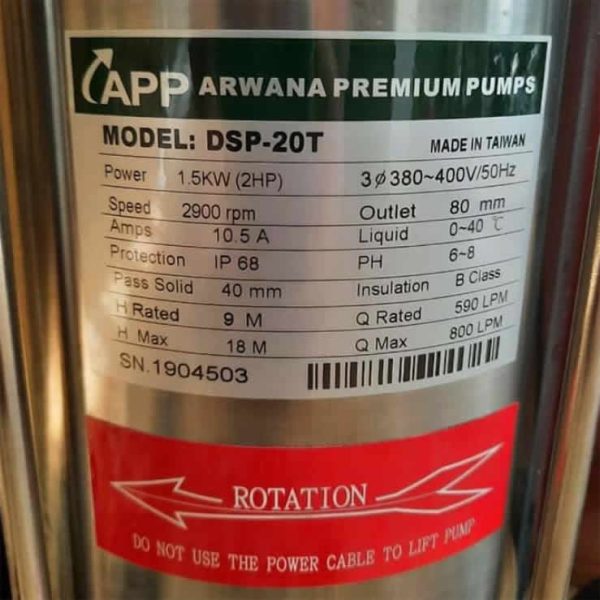 APP ARWANA PREMIUM PUMPS
MODEL: DSP-20T MADE IN TAIWAN
Power 1.5KW (2HP) 3ø380~400V/50Hz
Speed 2900 rpm Outlet 80 mm
Amps 10.5 A Liquid 0~40 ℃
Protection IP 68 PH 6~8
Pass Solid 40 mm Insulation B Class
H Rated 9 M Q Rated 590 LPM
H Max 18 M Q Max 800 LPM
SN.1904503
ROTATION
DO NOT USE THE POWER CABLE TO LIFT PUMP